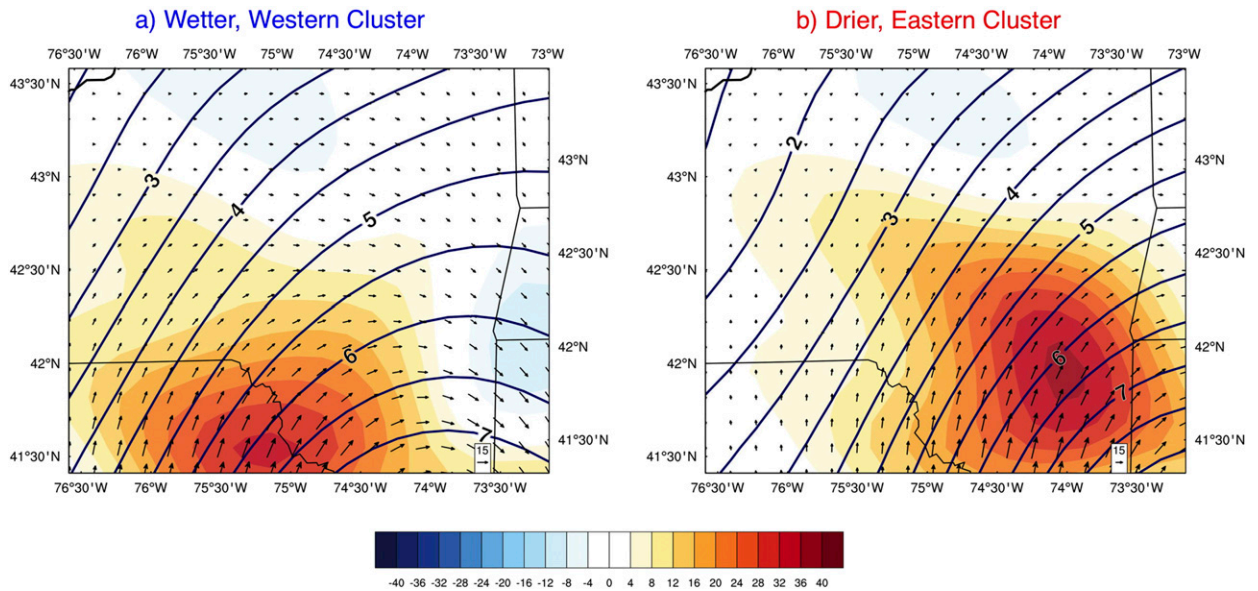 a) Wetter, Western Cluster
b) Drier, Eastern Cluster
76°30'W 76°W 75°30'W 75°W 74°30'W 74°W 73°30'W 73°W
76°30'W 76°W 75°30'W 75°W 74°30'W 74°W 73°30'W 73°W
43°30'N
43°N
42°30'N
42°N
41°30'N
43°N
42°30'N
42°N
41°30'N
3
4
5
6
7
15
76°30'W 76°W 75°30'W 75°W 74°30'W 74°W 73°30'W
43°30'N
43°N
42°30'N
42°N
41°30'N
43°N
42°30'N
42°N
41°30'N
2
3
4
5
6
7
15
76°30'W 76°W 75°30'W 75°W 74°30'W 74°W 73°30'W
-40 -36 -28 -24 -20 -16 -12 -8 -4 0 4 8 12 16 20 24 28 32 36 40